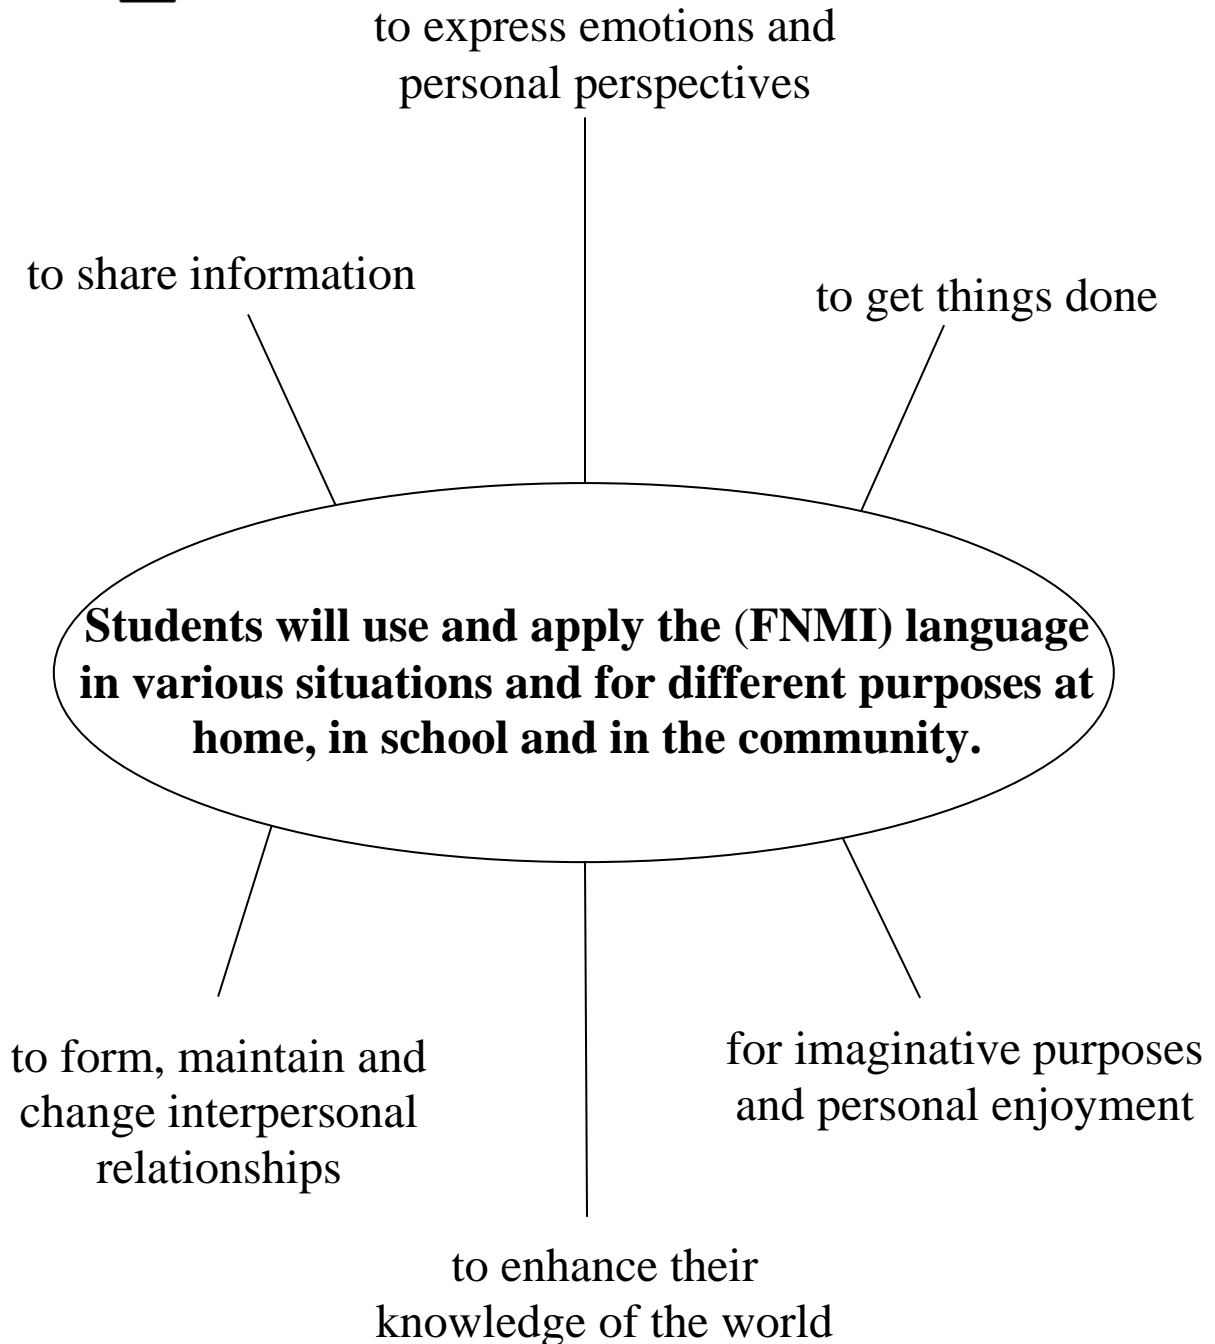 to express emotions and
personal perspectives
to share information
to get things done
Students will use and apply the (FNMI) language
in various situations and for different purposes at
home, in school and in the community.
to form, maintain and
change interpersonal
relationships
for imaginative purposes
and personal enjoyment
to enhance their
knowledge of the world